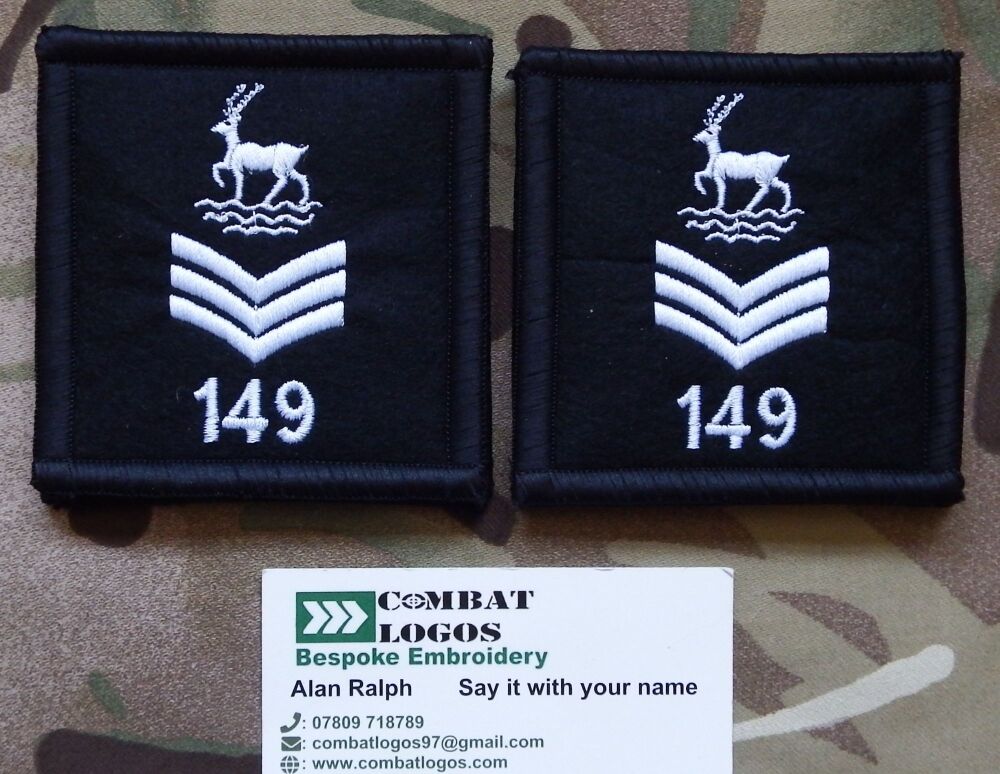 149
149
COMBAT
LOGOS
Bespoke Embroidery
Alan Ralph Say it with your name
: 07809 718789
: combatlogos97@gmail.com
: www.combatlogos.com